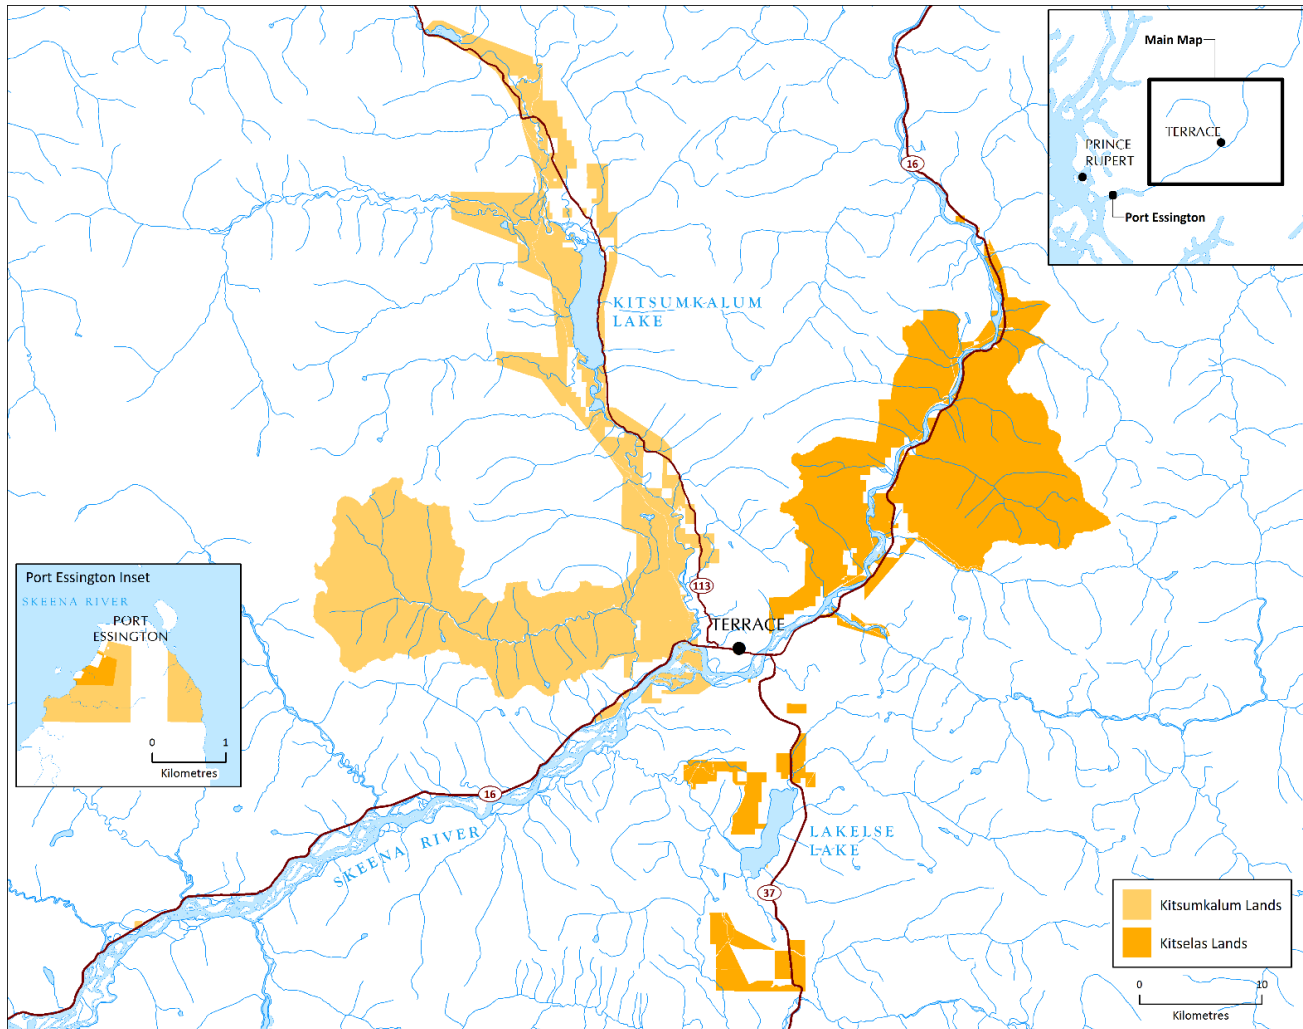 Main Map
16
TERRACE
PRINCE
RUPERT
Port Essington
KITSUMKALUM
LAKE
Port Essington Inset
SKEENA RIVER
PORT
ESSINGTON
0 1
Kilometres
113
TERRACE
16
SKEENA RIVER
LAKELSE
LAKE
37
Kitsumkalum Lands
Kitselas Lands
0 10
Kilometres